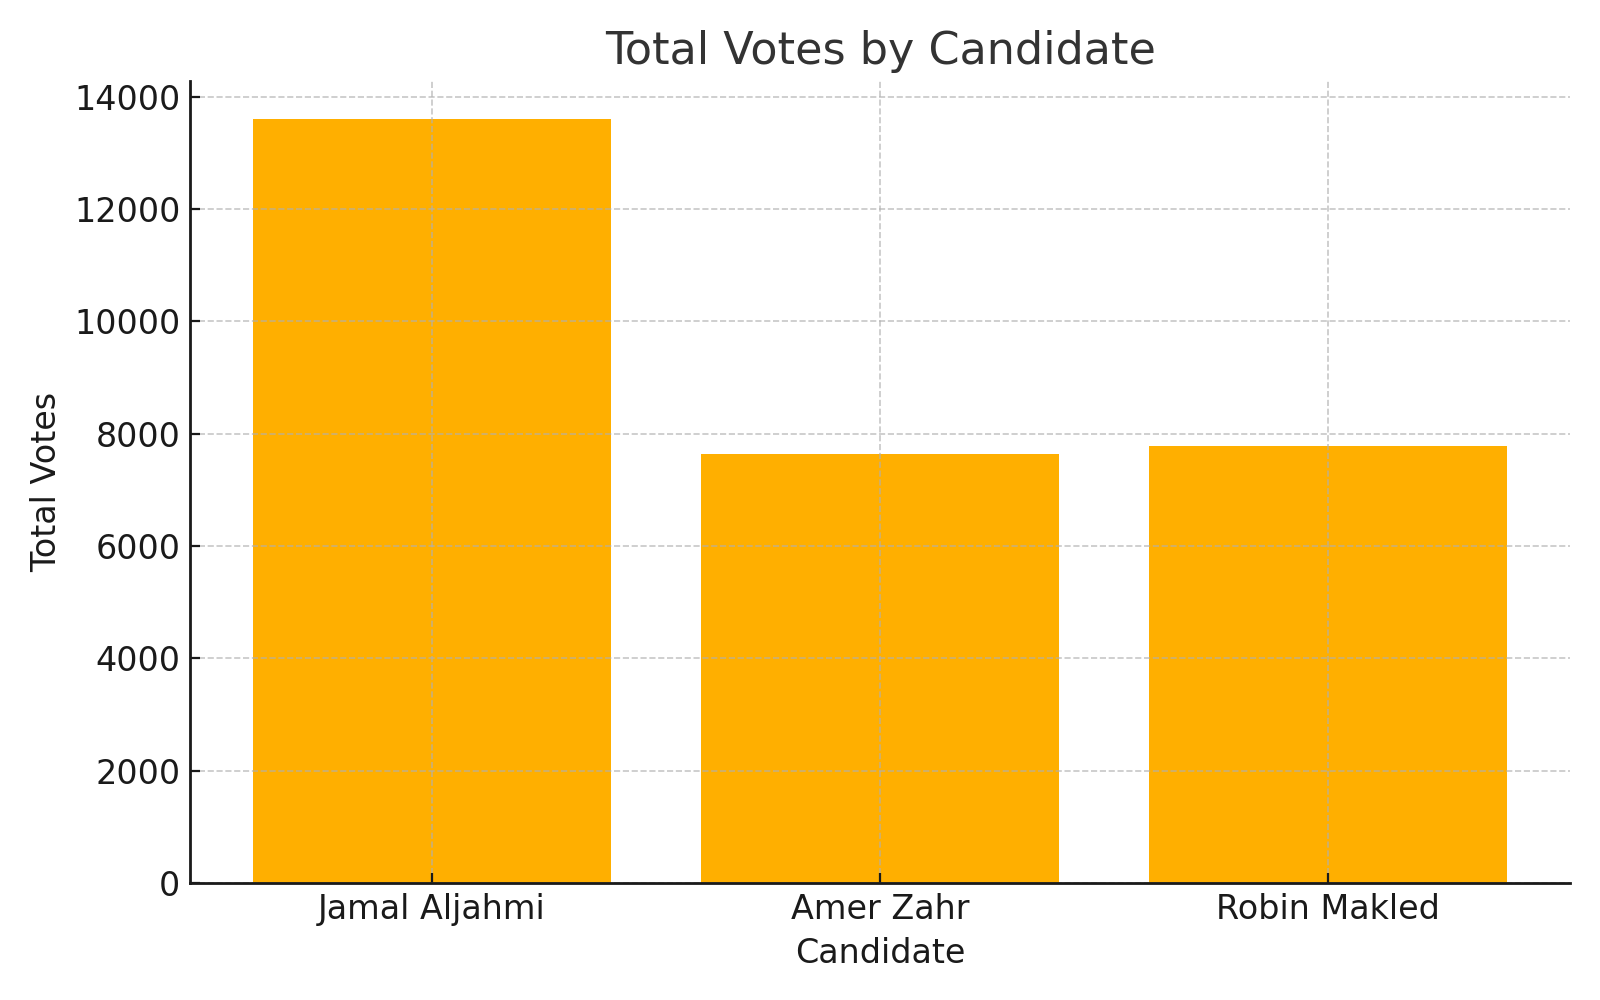 Total Votes by Candidate
14000
12000
10000
8000
6000
4000
2000
0
Total Votes
Jamal Aljahmi
Amer Zahr
Robin Makled
Candidate